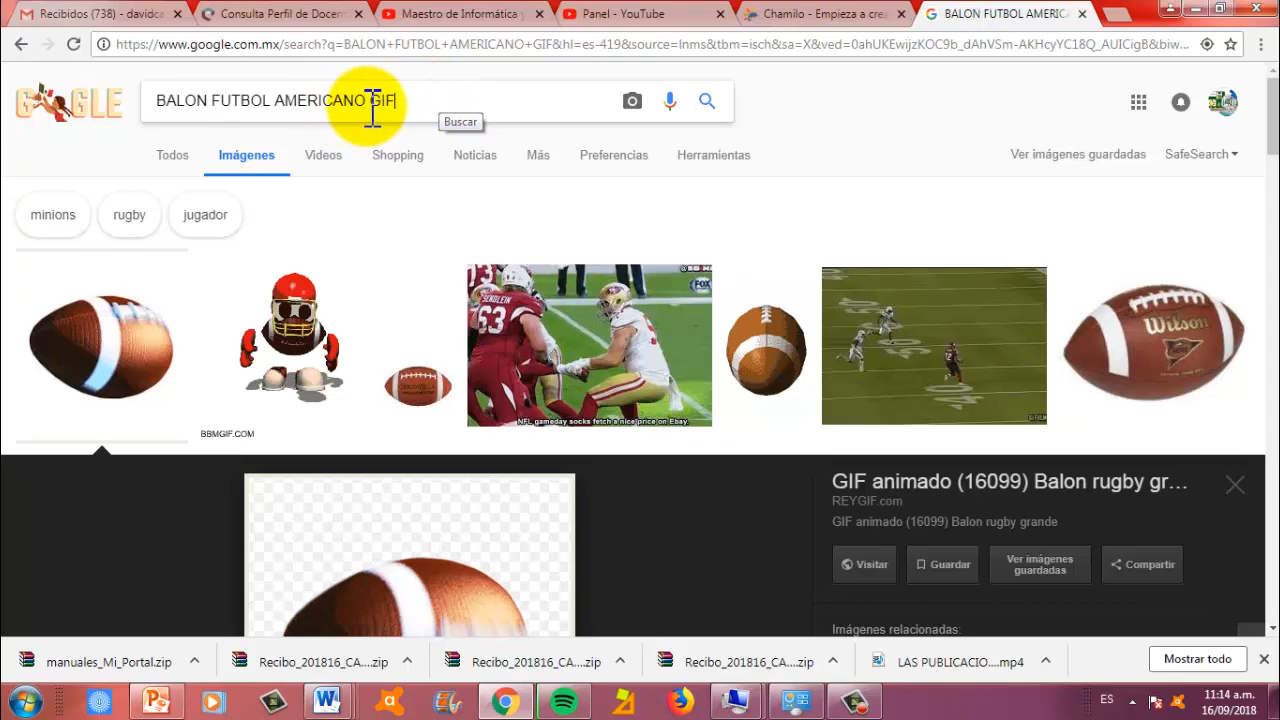 Recibidos (738) - davidca
Consulta Perfil de Docen
Maestro de Informática y
Panel - YouTube
Chamilo - Empieza a crea
BALON FUTBOL AMERIC
https://www.google.com.mx/search?q=BALON+FUTBOL+AMERICANO+GIF&hl=es-419&source=lnms&tbm=isch&sa=X&ved=0ahUKEwijzKOC9b_dAhVSm-AKHcyYC18Q_AUICigB&biw...
GOOGLE
BALON FUTBOL AMERICANO GIF
Buscar
Todos
Imágenes
Videos
Shopping
Noticias
Más
Preferencias
Herramientas
Ver imágenes guardadas
SafeSearch
minions
rugby
jugador
63
FOX
NFL gameday socks fetch a nice price on Ebay.
Wilson
BBMGIF.COM
GIF animado (16099) Balon rugby gr...
REYGIF.com
GIF animado (16099) Balon rugby grande
Visitar
Guardar
Ver imágenes
guardadas
Compartir
Imágenes relacionadas:
manuales_Mi_Portal.zip
Recibo_201816_CA....zip
Recibo_201816_CA....zip
Recibo_201816_CA....zip
LAS PUBLICACIO....mp4
Mostrar todo
ES
11:14 a.m.
16/09/2018